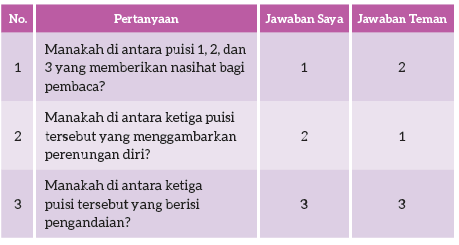 No. Pertanyaan Jawaban Saya Jawaban Teman
Manakah di antara puisi 1, 2, dan
1 3 yang memberikan nasihat bagi 1 2
pembaca?
Manakah di antara ketiga puisi
2 tersebut yang menggambarkan 2 1
perenungan diri?
Manakah di antara ketiga
3 puisi tersebut yang berisi 3 3
pengandaian?